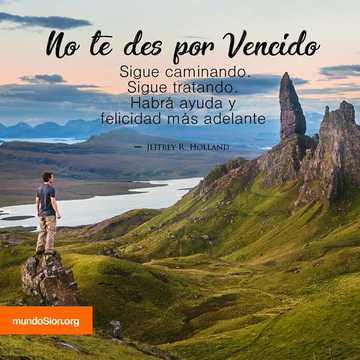 No te des por Vencido
Sigue caminando.
Sigue tratando.
Habrá ayuda y
felicidad más adelante
— Jeffrey R. Holland
mundoSion.org